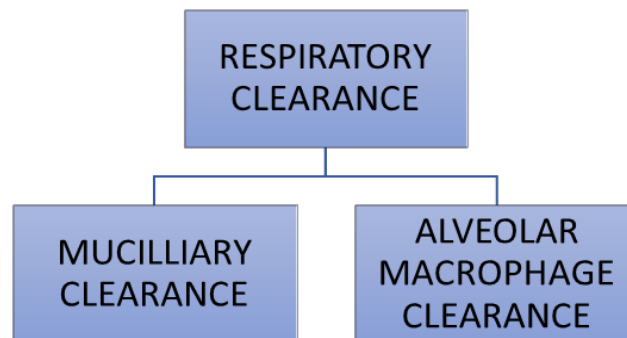 RESPIRATORY
CLEARANCE
MUCILLIARY
CLEARANCE
ALVEOLAR
MACROPHAGE
CLEARANCE